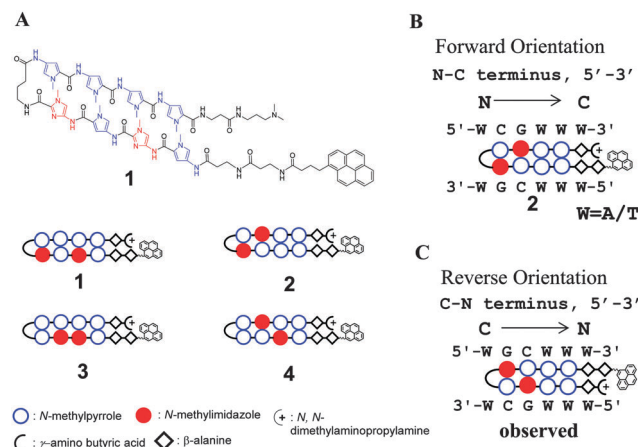 A
1
1
2
3
4
: N-methylpyrrole
: N-methylimidazole
: N, N-
dimethylaminopropylamine
: γ-amino butyric acid
: β-alanine
B
Forward Orientation
N-C terminus, 5'-3'
N C
5'-W C G W W W-3'
+
3'-W G C W W W-5'
2
W=A/T
C
Reverse Orientation
C-N terminus, 5'-3'
C N
5'-W G C W W W-3'
+
3'-W C G W W W-5'
observed